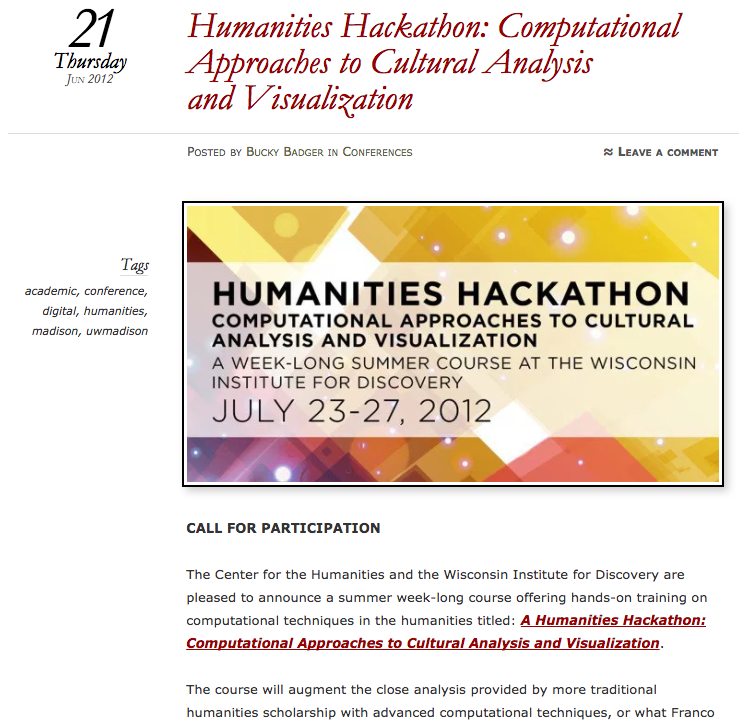 21
Thursday
Jun 2012
Humanities Hackathon: Computational
Approaches to Cultural Analysis
and Visualization
Posted by Bucky Badger in Conferences
≈ Leave a comment
Tags
academic, conference,
digital, humanities,
madison, uwmadison
HUMANITIES HACKATHON
COMPUTATIONAL APPROACHES TO CULTURAL
ANALYSIS AND VISUALIZATION
A WEEK-LONG SUMMER COURSE AT THE WISCONSIN
INSTITUTE FOR DISCOVERY
JULY 23-27, 2012
CALL FOR PARTICIPATION
The Center for the Humanities and the Wisconsin Institute for Discovery are
pleased to announce a summer week-long course offering hands-on training on
computational techniques in the humanities titled: A Humanities Hackathon:
Computational Approaches to Cultural Analysis and Visualization.
The course will augment the close analysis provided by more traditional
humanities scholarship with advanced computational techniques, or what Franco